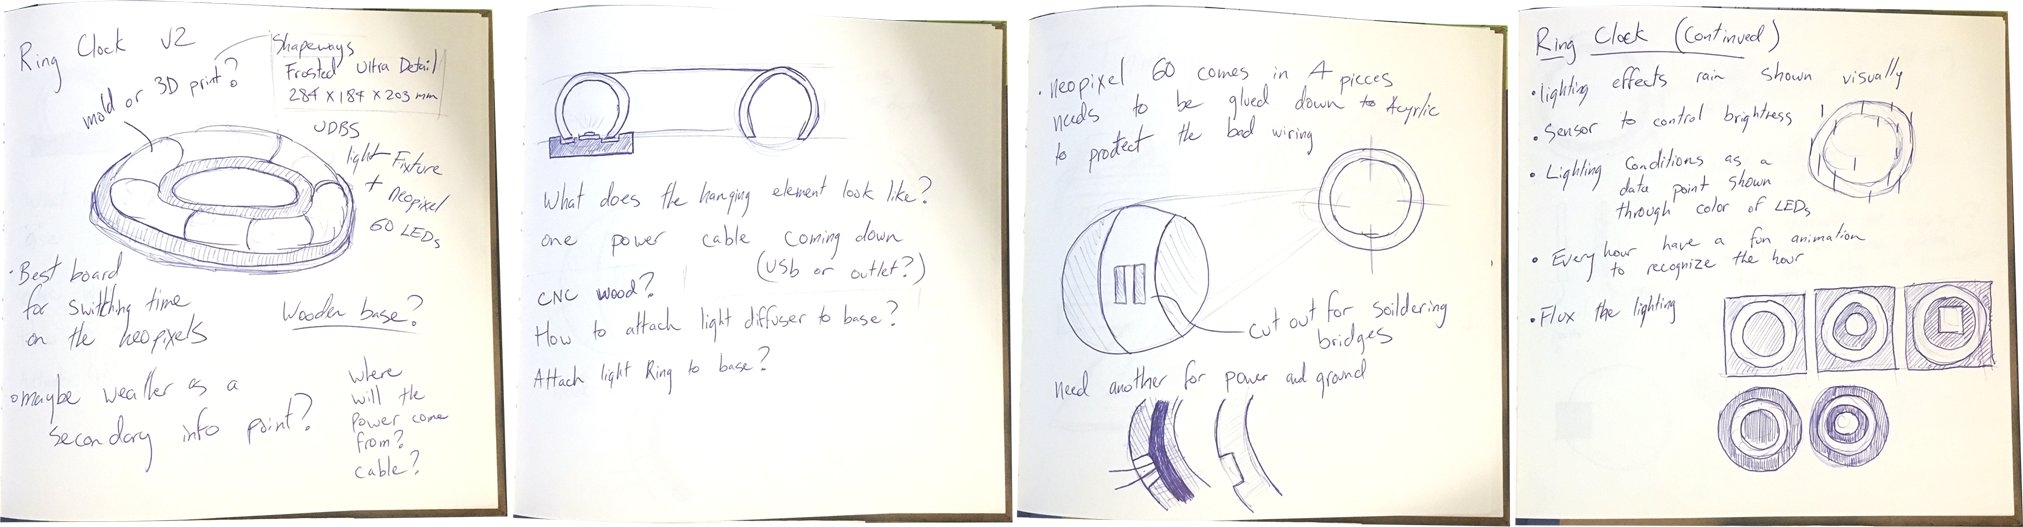 Ring Clock V2
mold or 3D print?
Shapeways
Frosted Ultra Detail
284 x 184 x 203 mm
UDBS
light Fixture
+ neopixel
60 LEDs
· Best board
for switthing time
on the neopixels
Wooden base?
· maybe weather as a
secondary info point?
where
will the
Power come
from?
cable?
What does the hanging element look like?
one power cable coming down
(USb or outlet?)
CNC wood?
How to attach light diffuser to base?
Attach light Ring to base?
· neopixel 60 comes in 4 pieces
needs to be glued down to Acyrlic
to protect the bad wiring
cut out for soildering
bridges
need another for power and ground
Ring Clock (Continued)
· lighting effects rain shown visually
· Sensor to control brightness
· Lighting Conditions as a
data point shown
through color of LEDs
· Every hour have a fun animation
to recognize the hour
· Flux the lighting